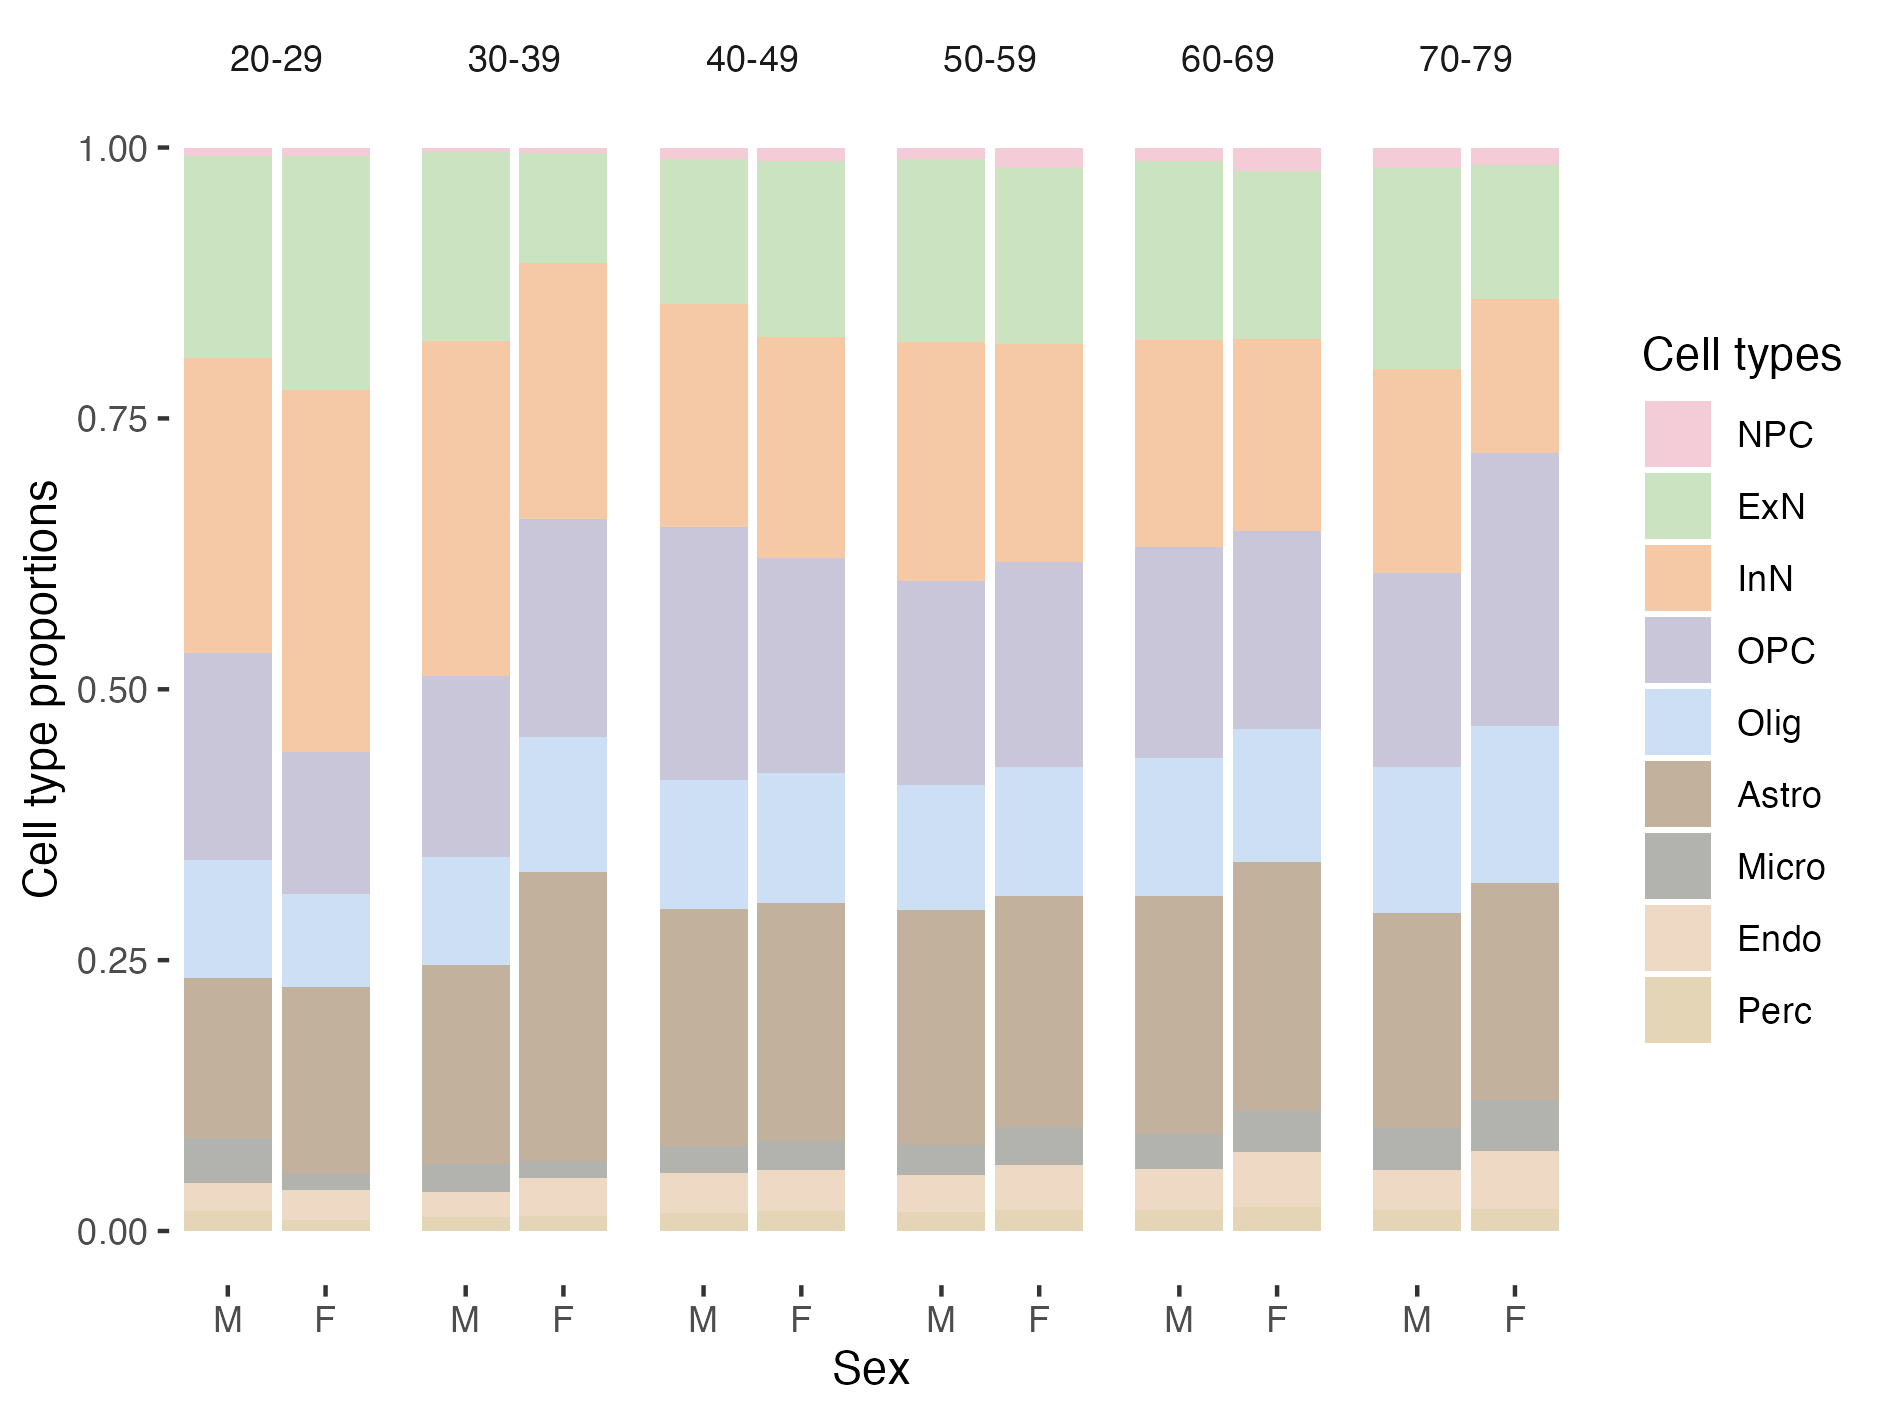 20-29 30-39 40-49 50-59 60-69 70-79
1.00
0.75
0.50
0.25
0.00
Cell type proportions
M F M F M F M F M F M F
Sex
Cell types
NPC
ExN
InN
OPC
Olig
Astro
Micro
Endo
Perc